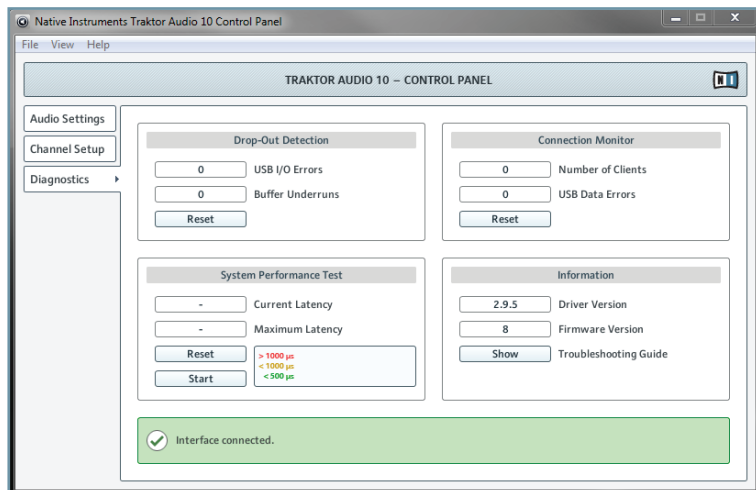 Native Instruments Traktor Audio 10 Control Panel
File View Help
TRAKTOR AUDIO 10 – CONTROL PANEL
NI
Audio Settings
Channel Setup
Diagnostics
Drop-Out Detection
0 USB I/O Errors
0 Buffer Underruns
Reset
Connection Monitor
0 Number of Clients
0 USB Data Errors
Reset
System Performance Test
- Current Latency
- Maximum Latency
Reset
Start
> 1000 µs
< 1000 µs
< 500 µs
Information
2.9.5 Driver Version
8 Firmware Version
Show Troubleshooting Guide
Interface connected.